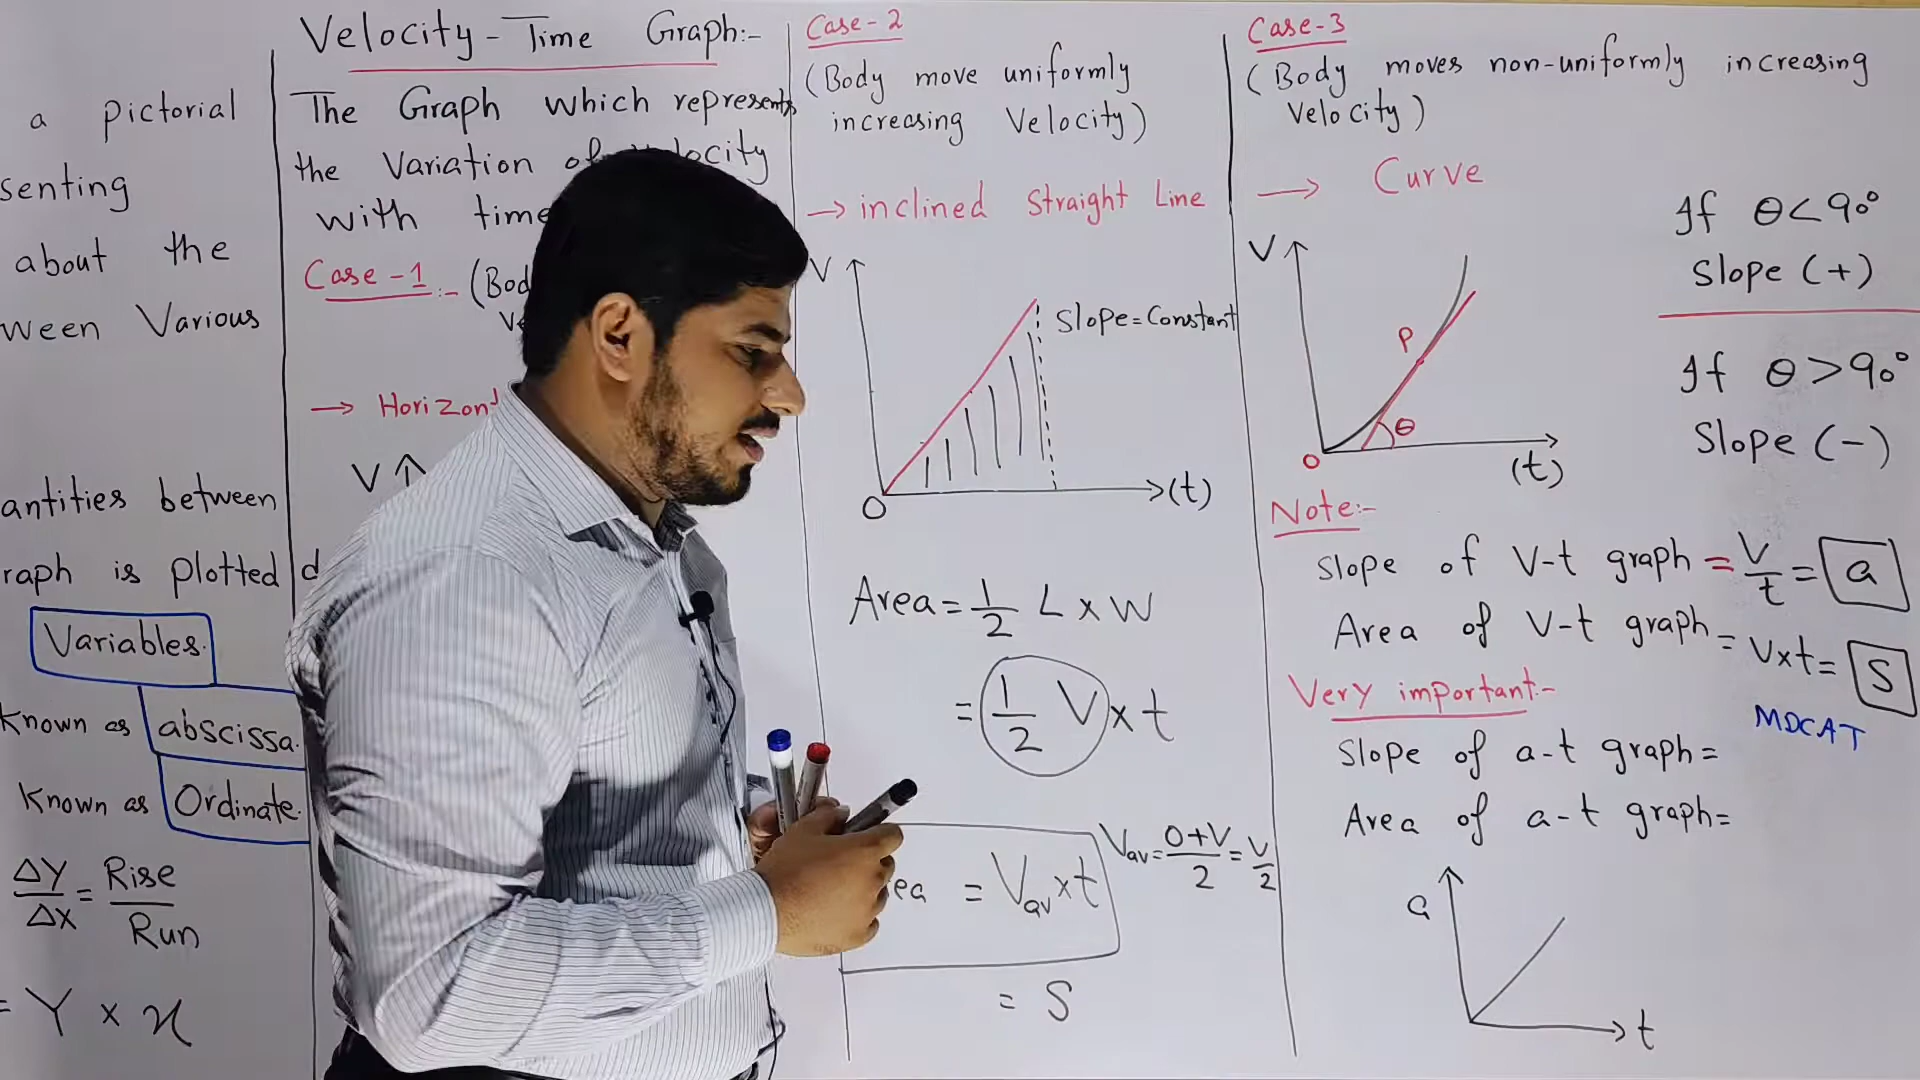 a pictorial
senting
about the
ween Various
antities between
raph is plotted
Variables.
Known as abscissa.
Known as Ordinate.
ΔY/ΔX = Rise/Run
= Y × x
Velocity - Time Graph:-
The Graph which represents
the Variation of
with time
Case-1:- (Bod
→ Horizont
V
Case-2
(Body move uniformly
increasing Velocity)
→ inclined Straight Line
V
Slope=Constant
O
(t)
Area = 1/2 L × W
= 1/2 V × t
ea = Vav × t
Vav = 0+V/2 = V/2
= S
Case-3
(Body moves non-uniformly increasing
Velocity)
→ Curve
V
P
θ
O
(t)
If θ<90°
Slope (+)
If θ>90°
Slope (-)
Note:-
Slope of V-t graph = V/t = a
Area of V-t graph = V×t = S
Very important:-
MDCAT
Slope of a-t graph=
Area of a-t graph=
a
t